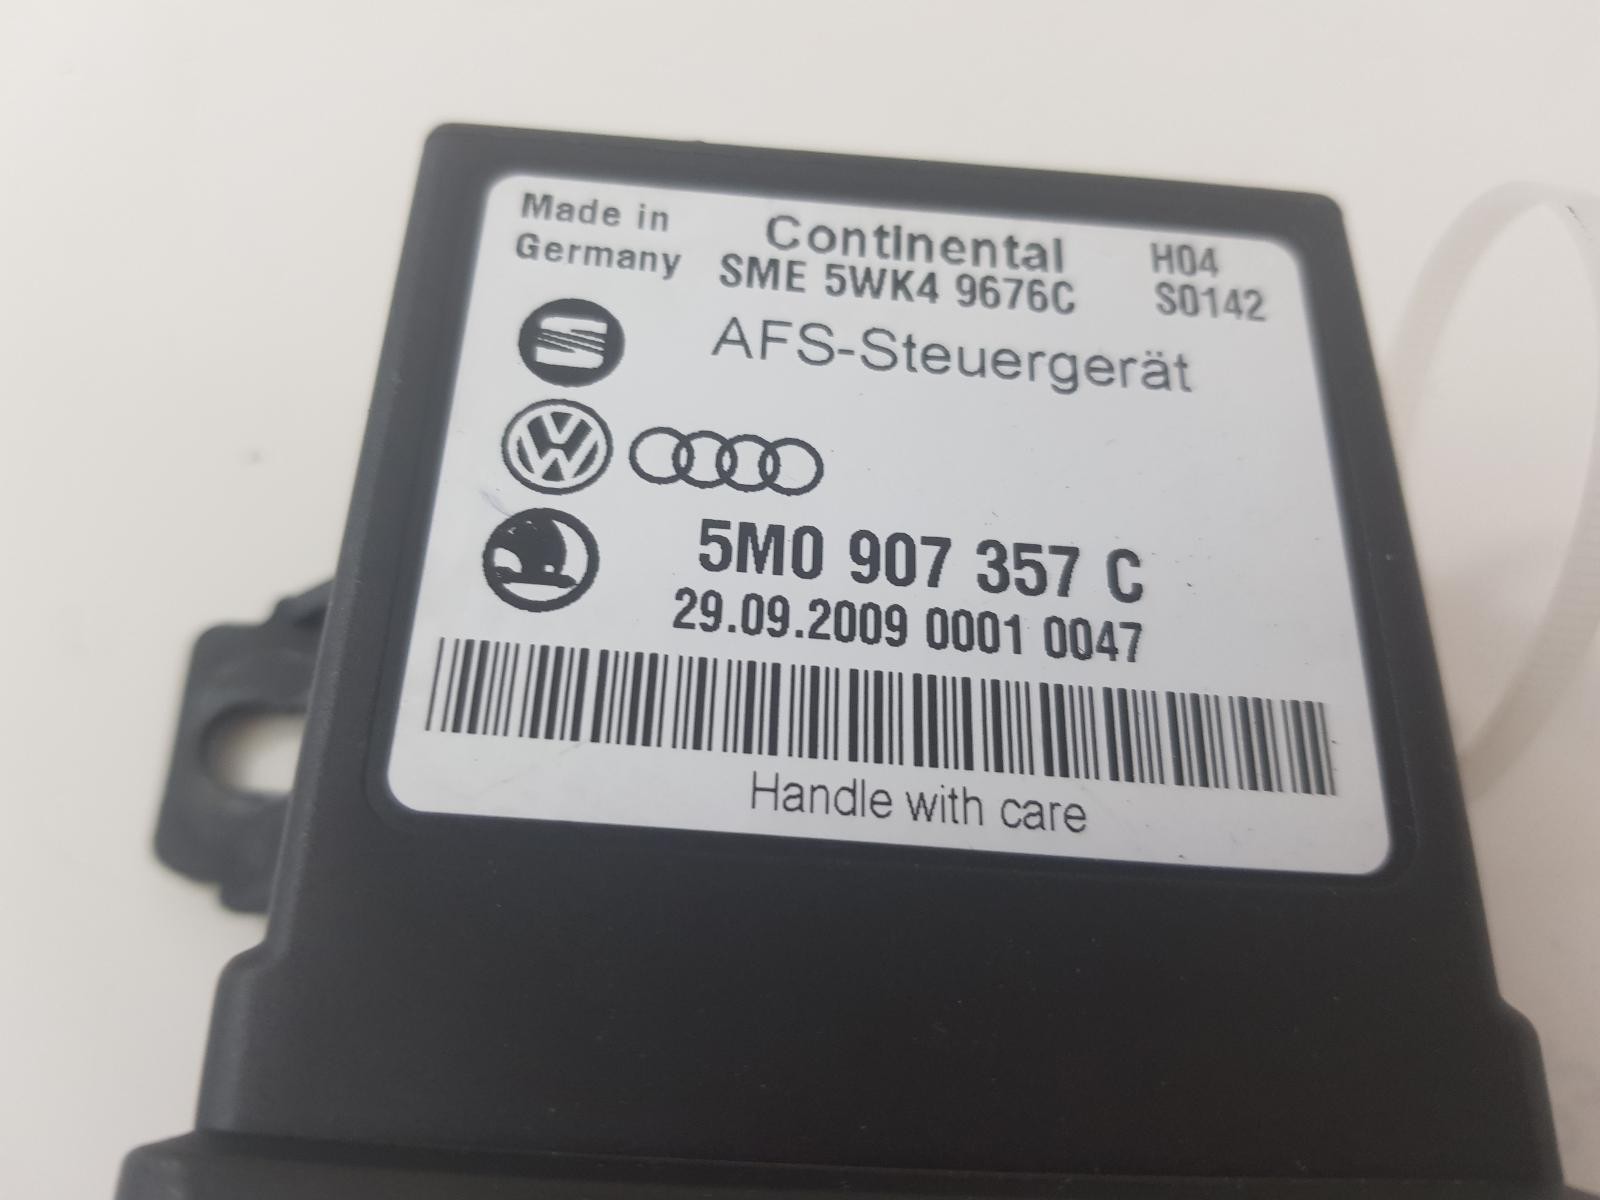 Made in
Germany
Continental
SME 5WK4 9676C
H04
S0142
AFS-Steuergerät
5M0 907 357 C
29.09.2009 0001 0047
Handle with care